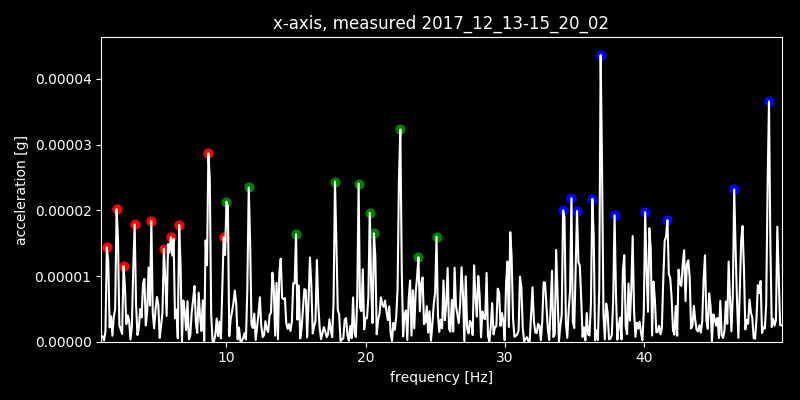 x-axis, measured 2017_12_13-15_20_02
0.00004
0.00003
0.00002
0.00001
0.00000
acceleration [g]
10 20 30 40
frequency [Hz]